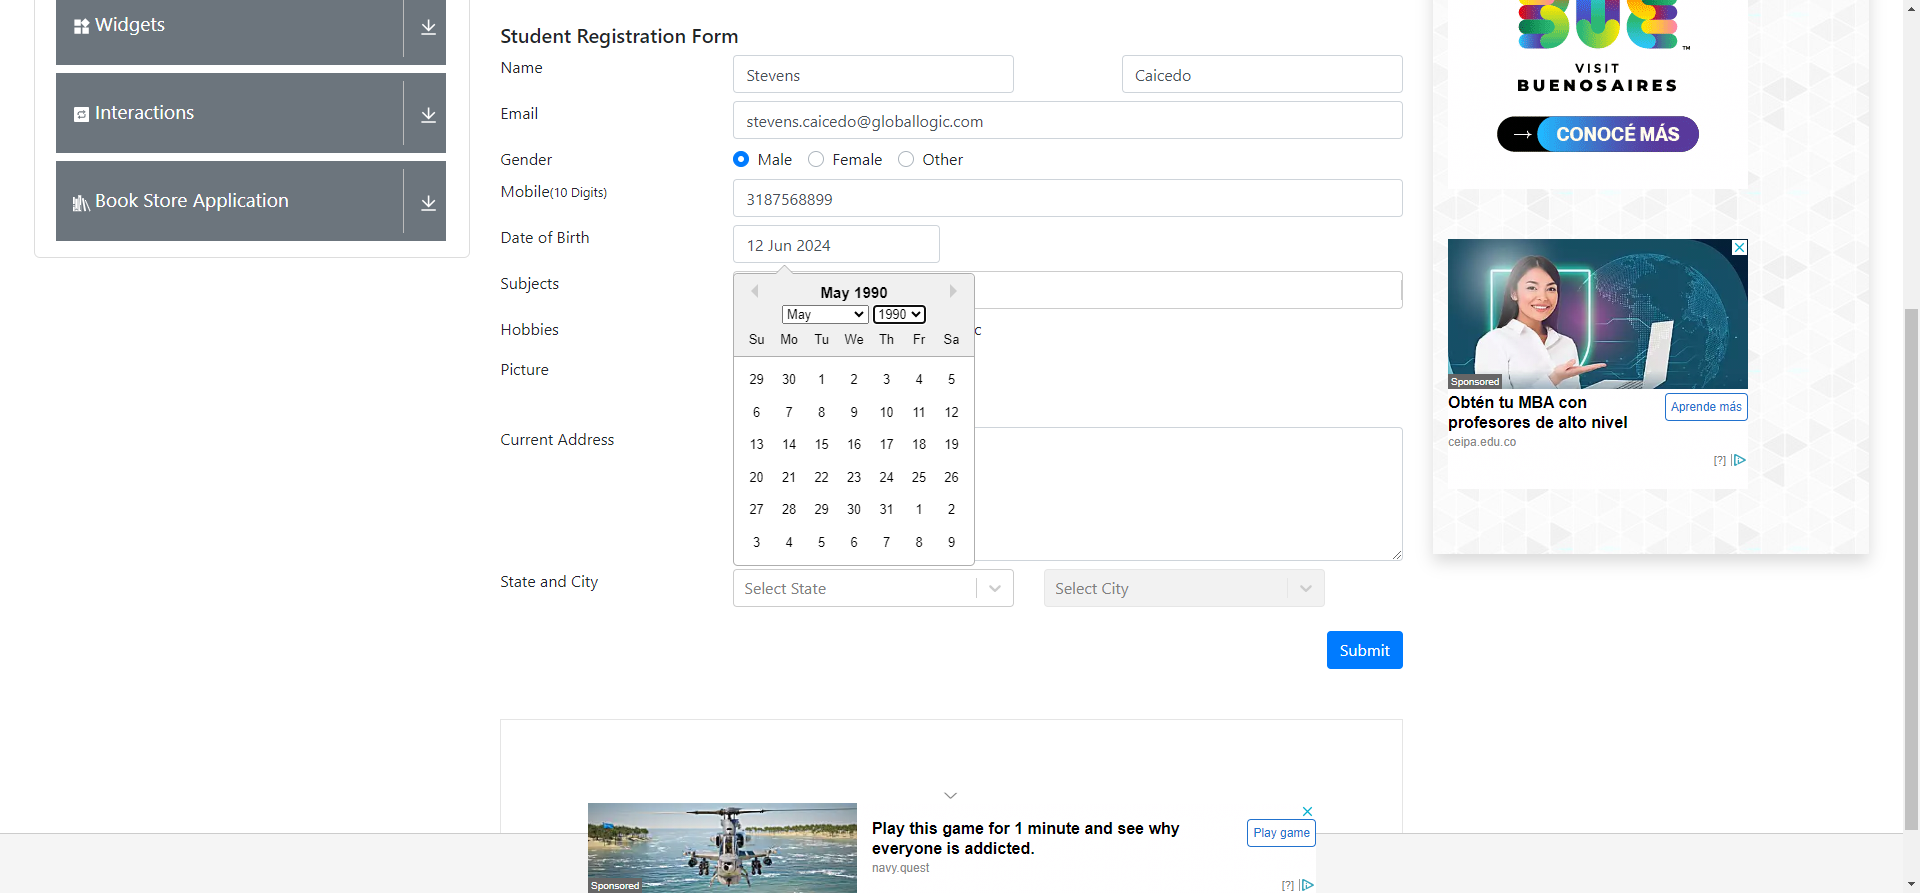 Widgets
Interactions
Book Store Application
Student Registration Form
Name
Stevens
Caicedo
Email
stevens.caicedo@globallogic.com
Gender
Male
Female
Other
Mobile(10 Digits)
3187568899
Date of Birth
12 Jun 2024
Subjects
May 1990
May
1990
Su Mo Tu We Th Fr Sa
29 30 1 2 3 4 5
6 7 8 9 10 11 12
13 14 15 16 17 18 19
20 21 22 23 24 25 26
27 28 29 30 31 1 2
3 4 5 6 7 8 9
Hobbies
c
Picture
Current Address
State and City
Select State
Select City
Submit
BUE
™
VISIT
BUENOSAIRES
CONOCÉ MÁS
Sponsored
Obtén tu MBA con
profesores de alto nivel
ceipa.edu.co
Aprende más
[?]
Play this game for 1 minute and see why
everyone is addicted.
navy.quest
Play game
Sponsored
[?]